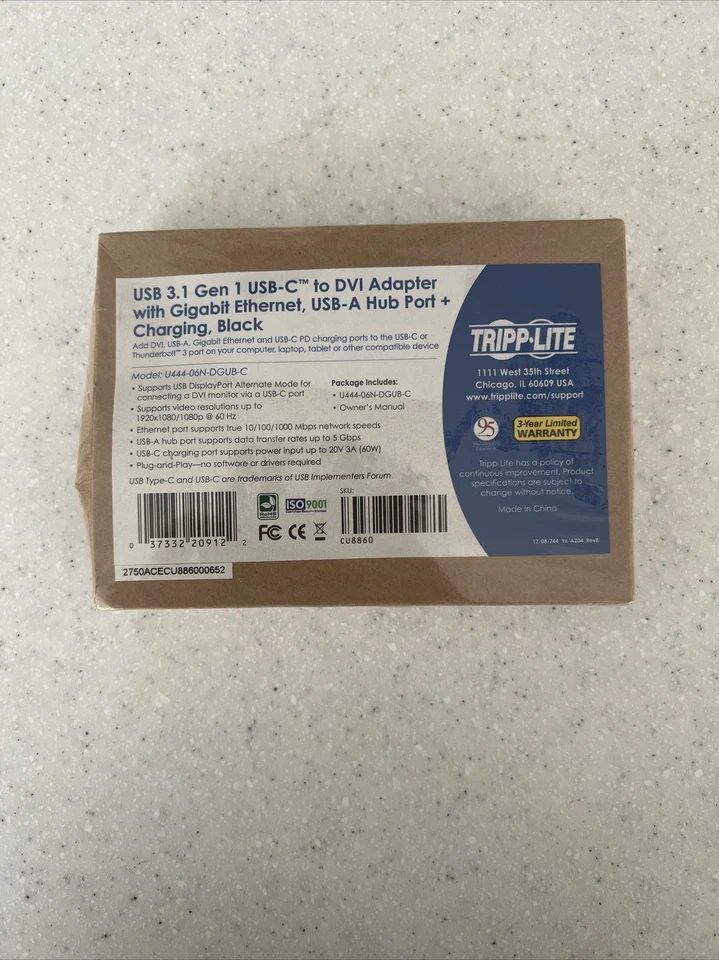 USB 3.1 Gen 1 USB-C™ to DVI Adapter
with Gigabit Ethernet, USB-A Hub Port +
Charging, Black
Add DVI, USB-A, Gigabit Ethernet and USB-C PD charging ports to the USB-C or
Thunderbolt™ 3 port on your computer, laptop, tablet or other compatible device
Model: U444-06N-DGUB-C
• Supports USB DisplayPort Alternate Mode for
connecting a DVI monitor via a USB-C port
• Supports video resolutions up to
1920x1080/1080p @ 60 Hz
• Ethernet port supports true 10/100/1000 Mbps network speeds
• USB-A hub port supports data transfer rates up to 5 Gbps
• USB-C charging port supports power input up to 20V 3A (60W)
• Plug-and-Play—no software or drivers required
Package Includes:
• U444-06N-DGUB-C
• Owner's Manual
USB Type-C and USB-C are trademarks of USB Implementers Forum
0 37332 20912 2
RoHS
ISO 9001
FC CE
SKU:
CU8860
2750ACECU886000652
TRIPP·LITE
1111 West 35th Street
Chicago, IL 60609 USA
www.tripplite.com/support
95
3-Year Limited
WARRANTY
Tripp Lite has a policy of
continuous improvement. Product
specifications are subject to
change without notice.
Made in China
17-08-744 Ys-A204_RevB